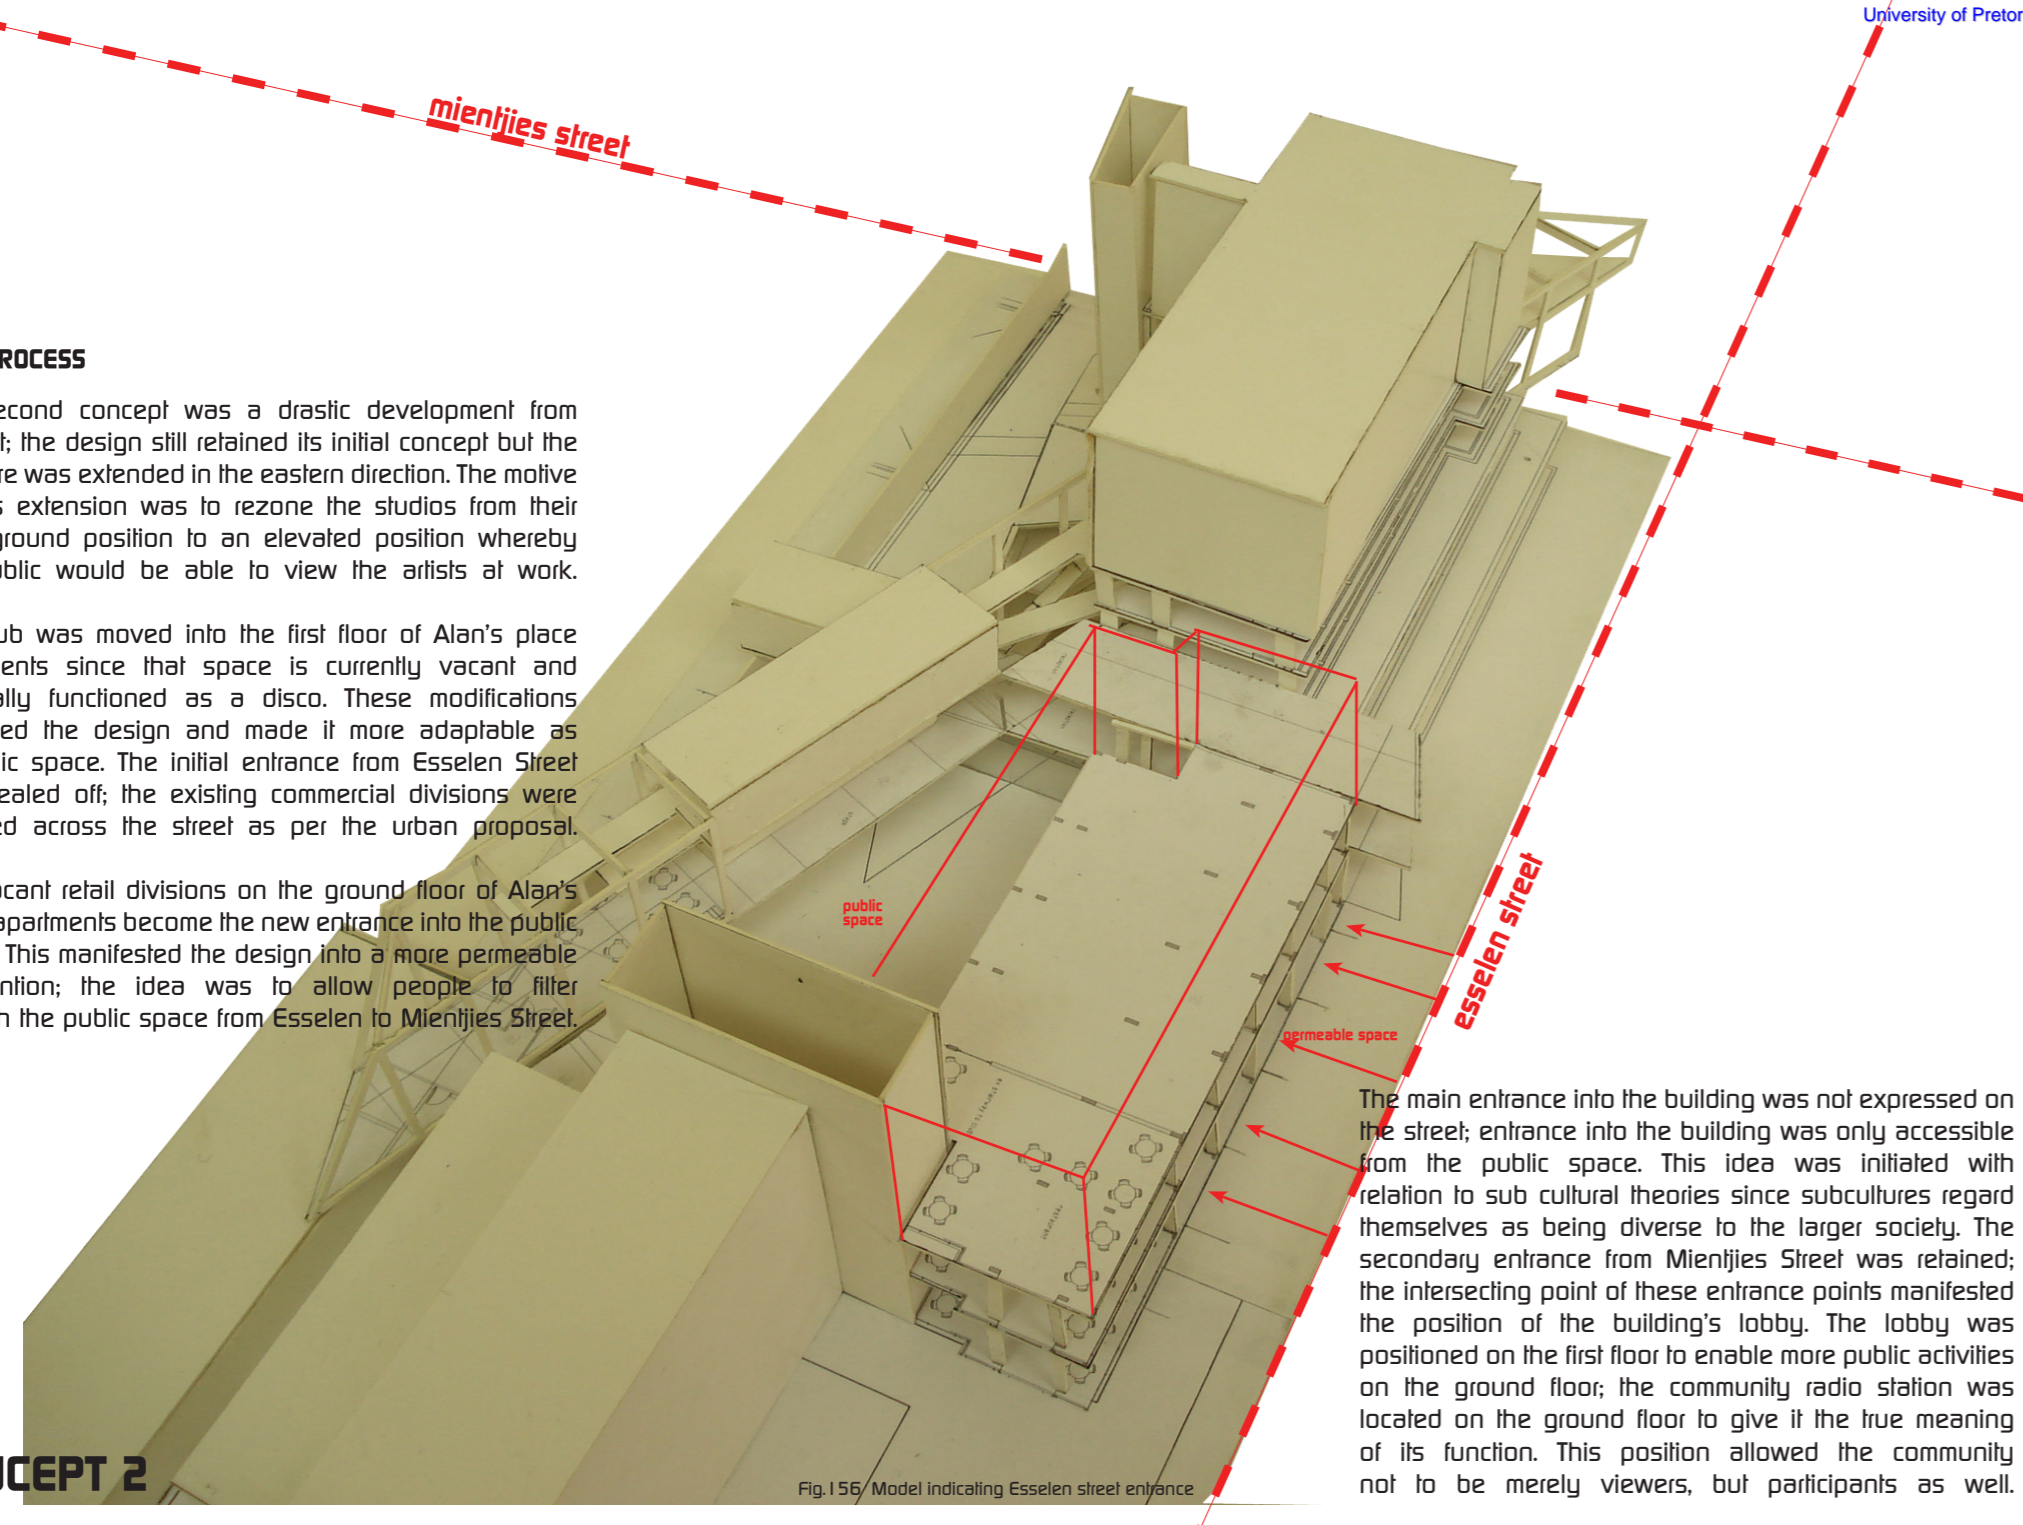 University of Pretor
mientjies street
ROCESS
econd concept was a drastic development from
t; the design still retained its initial concept but the
re was extended in the eastern direction. The motive
s extension was to rezone the studios from their
ground position to an elevated position whereby
ublic would be able to view the artists at work.
ub was moved into the first floor of Alan's place
ents since that space is currently vacant and
ally functioned as a disco. These modifications
ed the design and made it more adaptable as
ic space. The initial entrance from Esselen Street
ealed off; the existing commercial divisions were
ed across the street as per the urban proposal.
acant retail divisions on the ground floor of Alan's
apartments become the new entrance into the public
. This manifested the design into a more permeable
ntion; the idea was to allow people to filter
h the public space from Esselen to Mientjies Street.
public
space
esselen street
permeable space
restaurant
The main entrance into the building was not expressed on
the street; entrance into the building was only accessible
from the public space. This idea was initiated with
relation to sub cultural theories since subcultures regard
themselves as being diverse to the larger society. The
secondary entrance from Mientjies Street was retained;
the intersecting point of these entrance points manifested
the position of the building's lobby. The lobby was
positioned on the first floor to enable more public activities
on the ground floor; the community radio station was
located on the ground floor to give it the true meaning
of its function. This position allowed the community
not to be merely viewers, but participants as well.
NCEPT 2
Fig.156 Model indicating Esselen street entrance